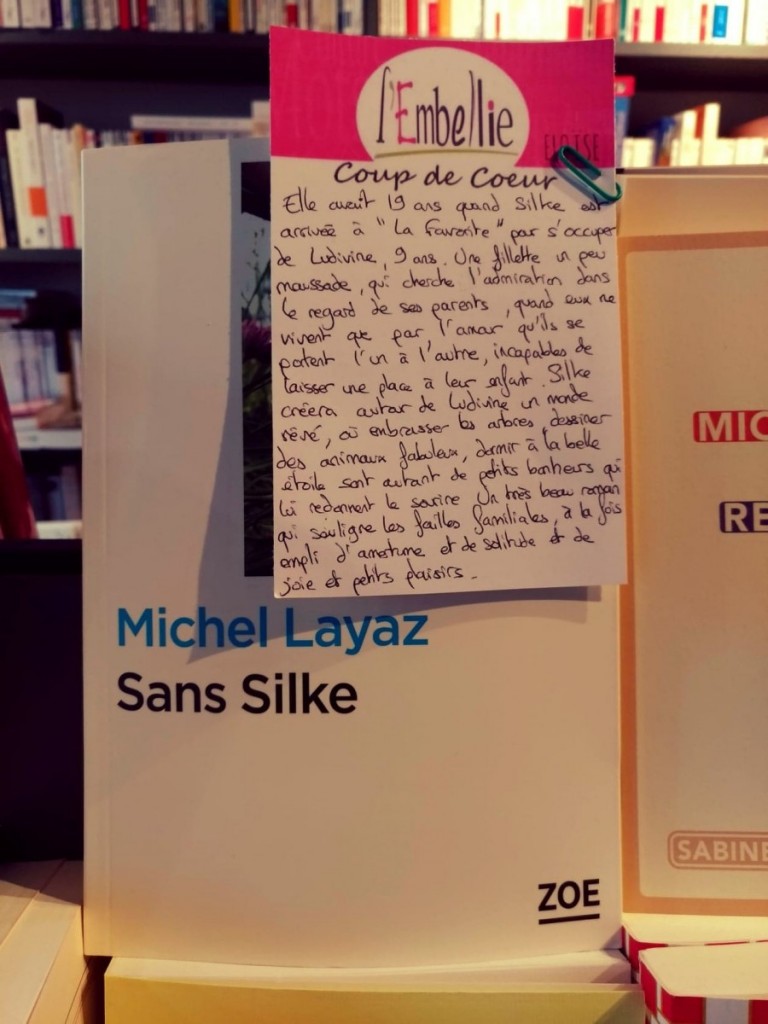 l'Embellie
ELOISE
Coup de Coeur
Elle avait 19 ans quand Silke est
arrivée à "La Favorite" pour s'occuper
de Ludivine, 9 ans. Une fillette un peu
maussade, qui cherche l'admiration dans
le regard de ses parents, quand eux ne
vivent que par l'amour qu'ils se
portent l'un à l'autre, incapables de
laisser une place à leur enfant. Silke
créera autour de Ludivine un monde
rêvé, où embrasser les arbres, dessiner
des animaux fabuleux, dormir à la belle
étoile sont autant de petits bonheurs qui
lui redonnent le sourire. Un très beau roman
qui souligne les failles familiales, à la fois
empli d'amertume et de solitude et de
joie et petits plaisirs.
Michel Layaz
Sans Silke
ZOE
MIC
RE
SABINE